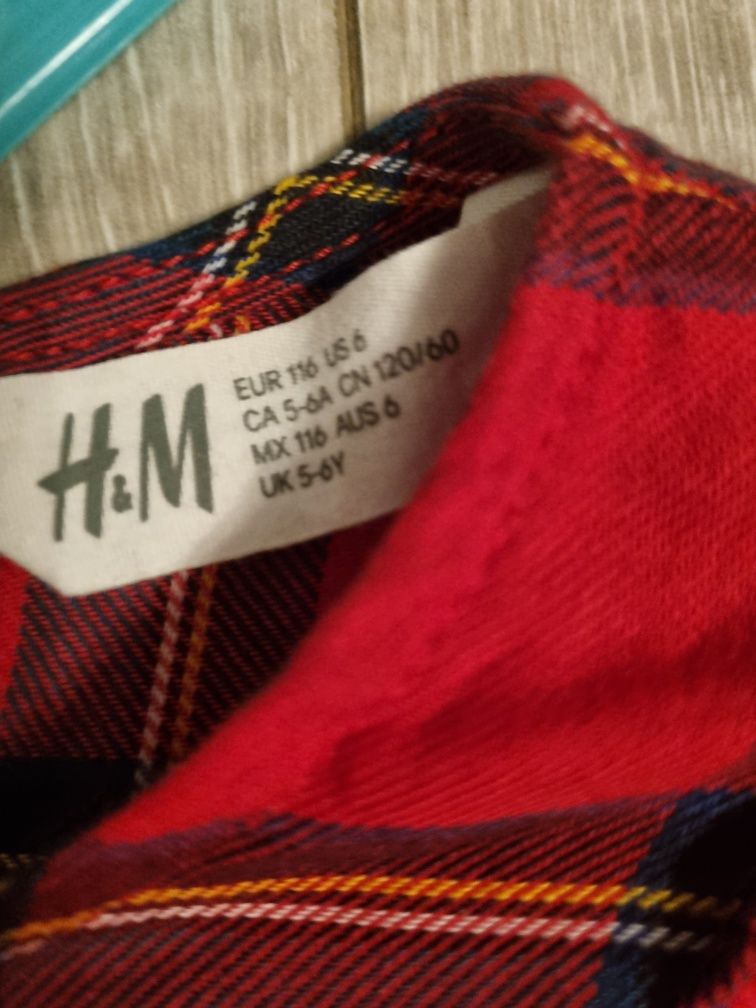 H&M
EUR 116 US 6
CA 5-6A CN 120/60
MX 116 AUS 6
UK 5-6Y